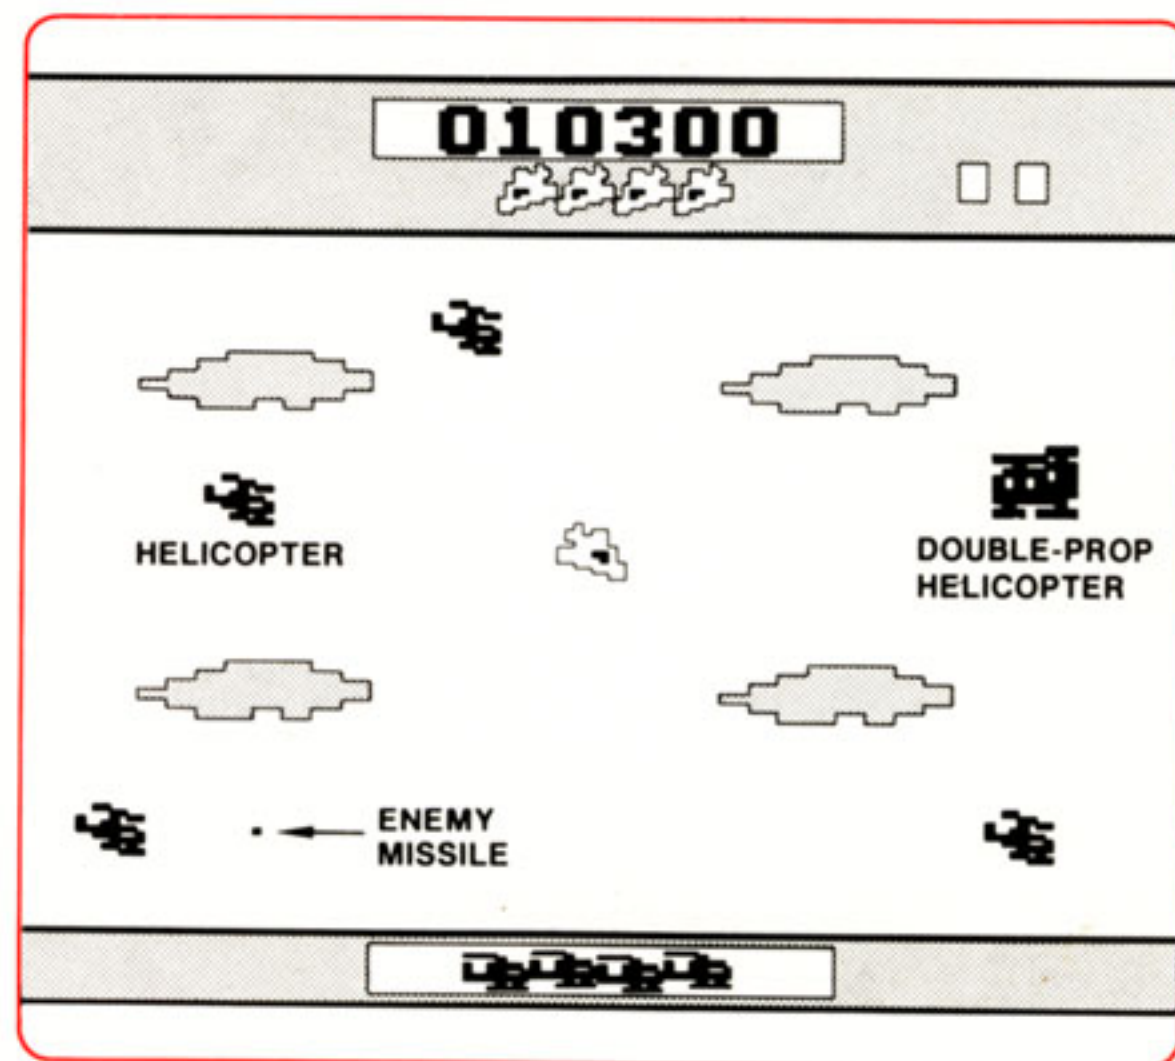 010300
HELICOPTER
DOUBLE-PROP
HELICOPTER
ENEMY
MISSILE